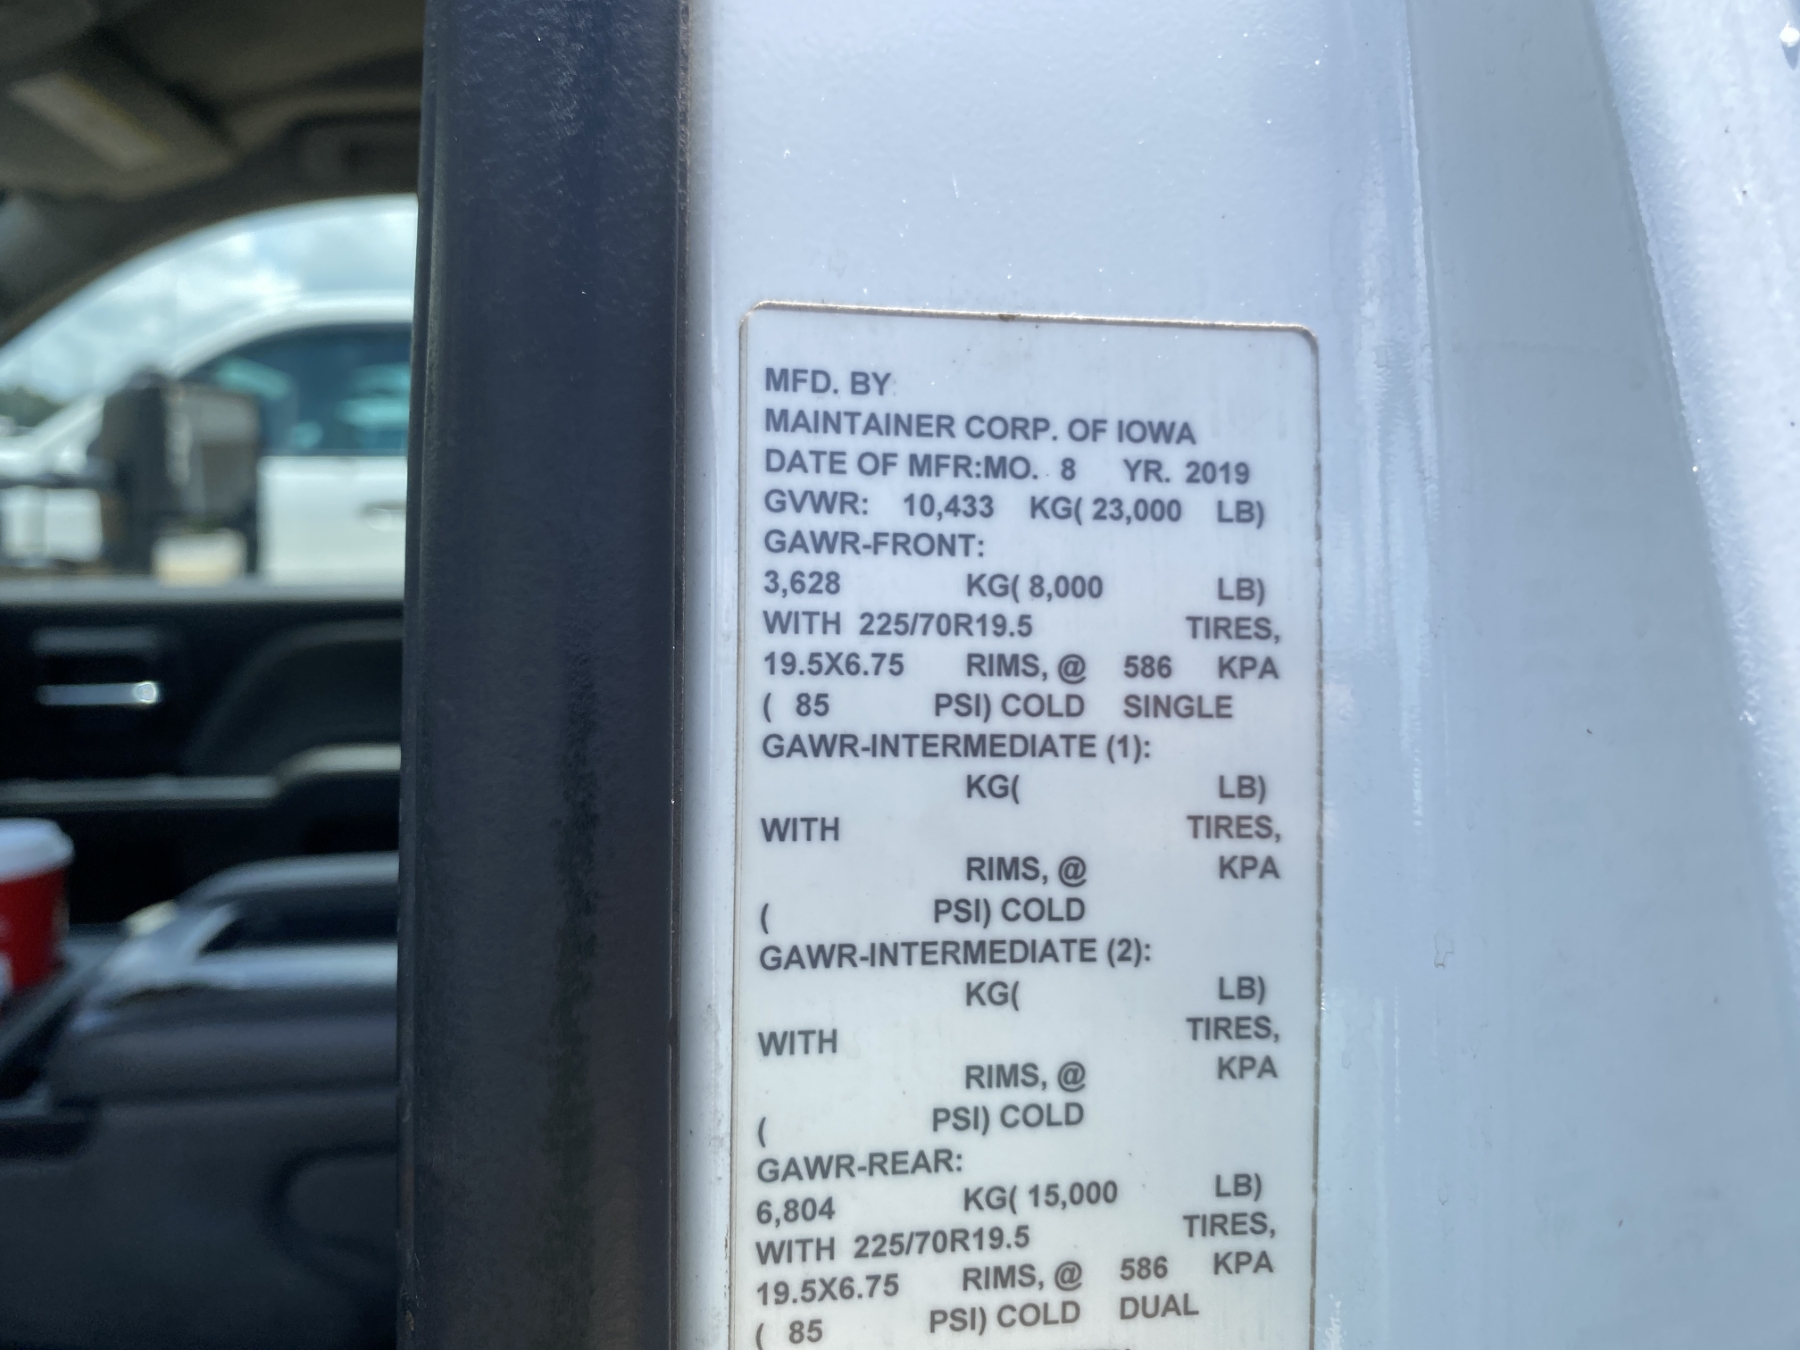 MFD. BY
MAINTAINER CORP. OF IOWA
DATE OF MFR:MO. 8 YR. 2019
GVWR: 10,433 KG( 23,000 LB)
GAWR-FRONT:
3,628 KG( 8,000 LB)
WITH 225/70R19.5 TIRES,
19.5X6.75 RIMS, @ 586 KPA
( 85 PSI) COLD SINGLE
GAWR-INTERMEDIATE (1):
KG( LB)
WITH TIRES,
RIMS, @ KPA
( PSI) COLD
GAWR-INTERMEDIATE (2):
KG( LB)
WITH TIRES,
RIMS, @ KPA
( PSI) COLD
GAWR-REAR:
6,804 KG( 15,000 LB)
WITH 225/70R19.5 TIRES,
19.5X6.75 RIMS, @ 586 KPA
( 85 PSI) COLD DUAL